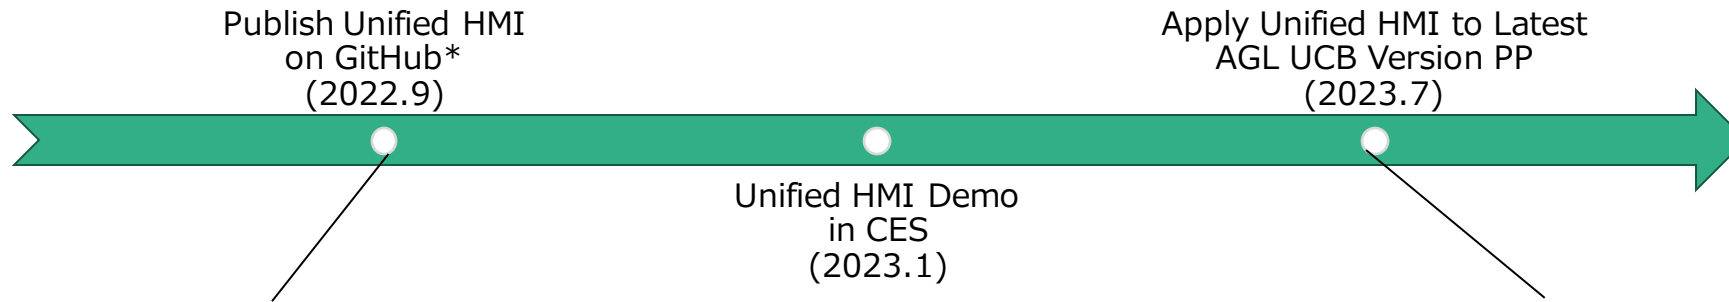 Publish Unified HMI
on GitHub*
(2022.9)
Unified HMI Demo
in CES
(2023.1)
Apply Unified HMI to Latest
AGL UCB Version PP
(2023.7)